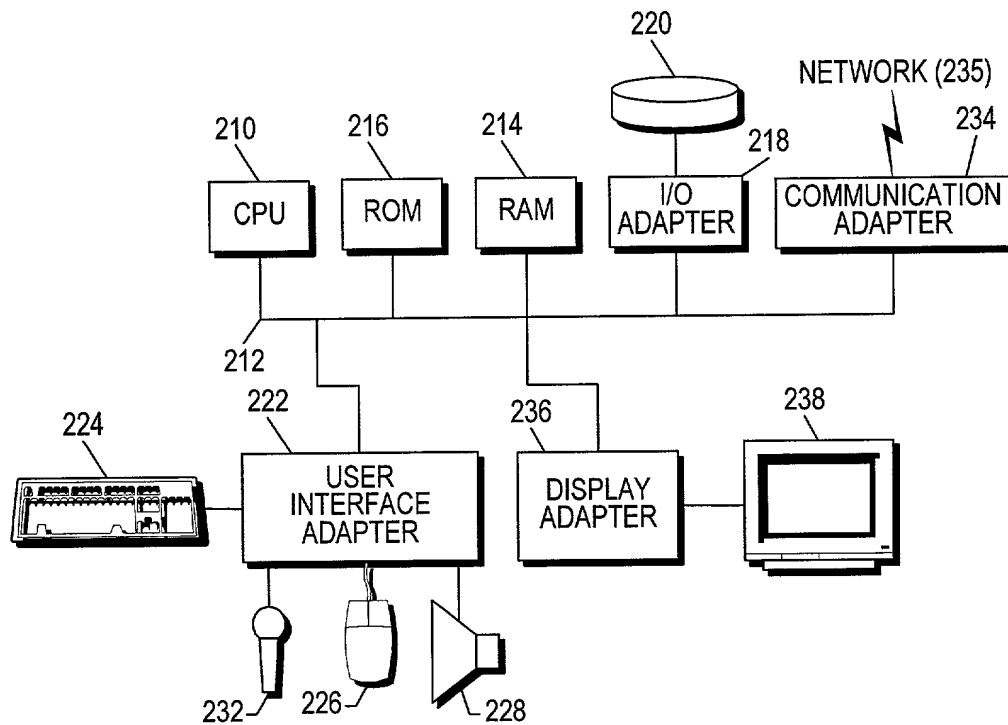 220
NETWORK (235)
210
216
214
218
234
CPU
ROM
RAM
I/O
ADAPTER
COMMUNICATION
ADAPTER
212
224
222
236
238
USER
INTERFACE
ADAPTER
DISPLAY
ADAPTER
232
226
228